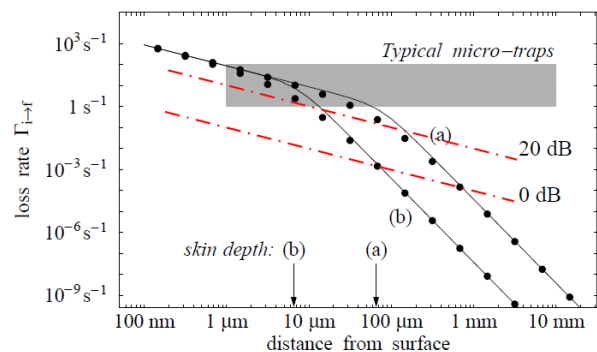 10³ s⁻¹
Typical micro-traps
1 s⁻¹
(a)
20 dB
10⁻³ s⁻¹
0 dB
10⁻⁶ s⁻¹
(b)
skin depth: (b) (a)
10⁻⁹ s⁻¹
loss rate Γi→f
100 nm 1 μm 10 μm 100 μm 1 mm 10 mm
distance from surface